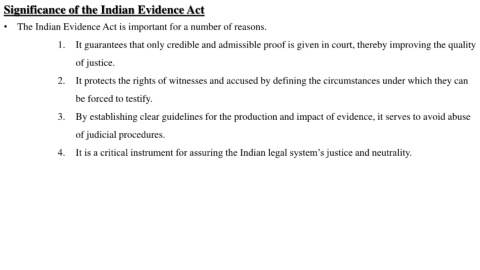 Significance of the Indian Evidence Act
• The Indian Evidence Act is important for a number of reasons.
1. It guarantees that only credible and admissible proof is given in court, thereby improving the quality
of justice.
2. It protects the rights of witnesses and accused by defining the circumstances under which they can
be forced to testify.
3. By establishing clear guidelines for the production and impact of evidence, it serves to avoid abuse
of judicial procedures.
4. It is a critical instrument for assuring the Indian legal system's justice and neutrality.